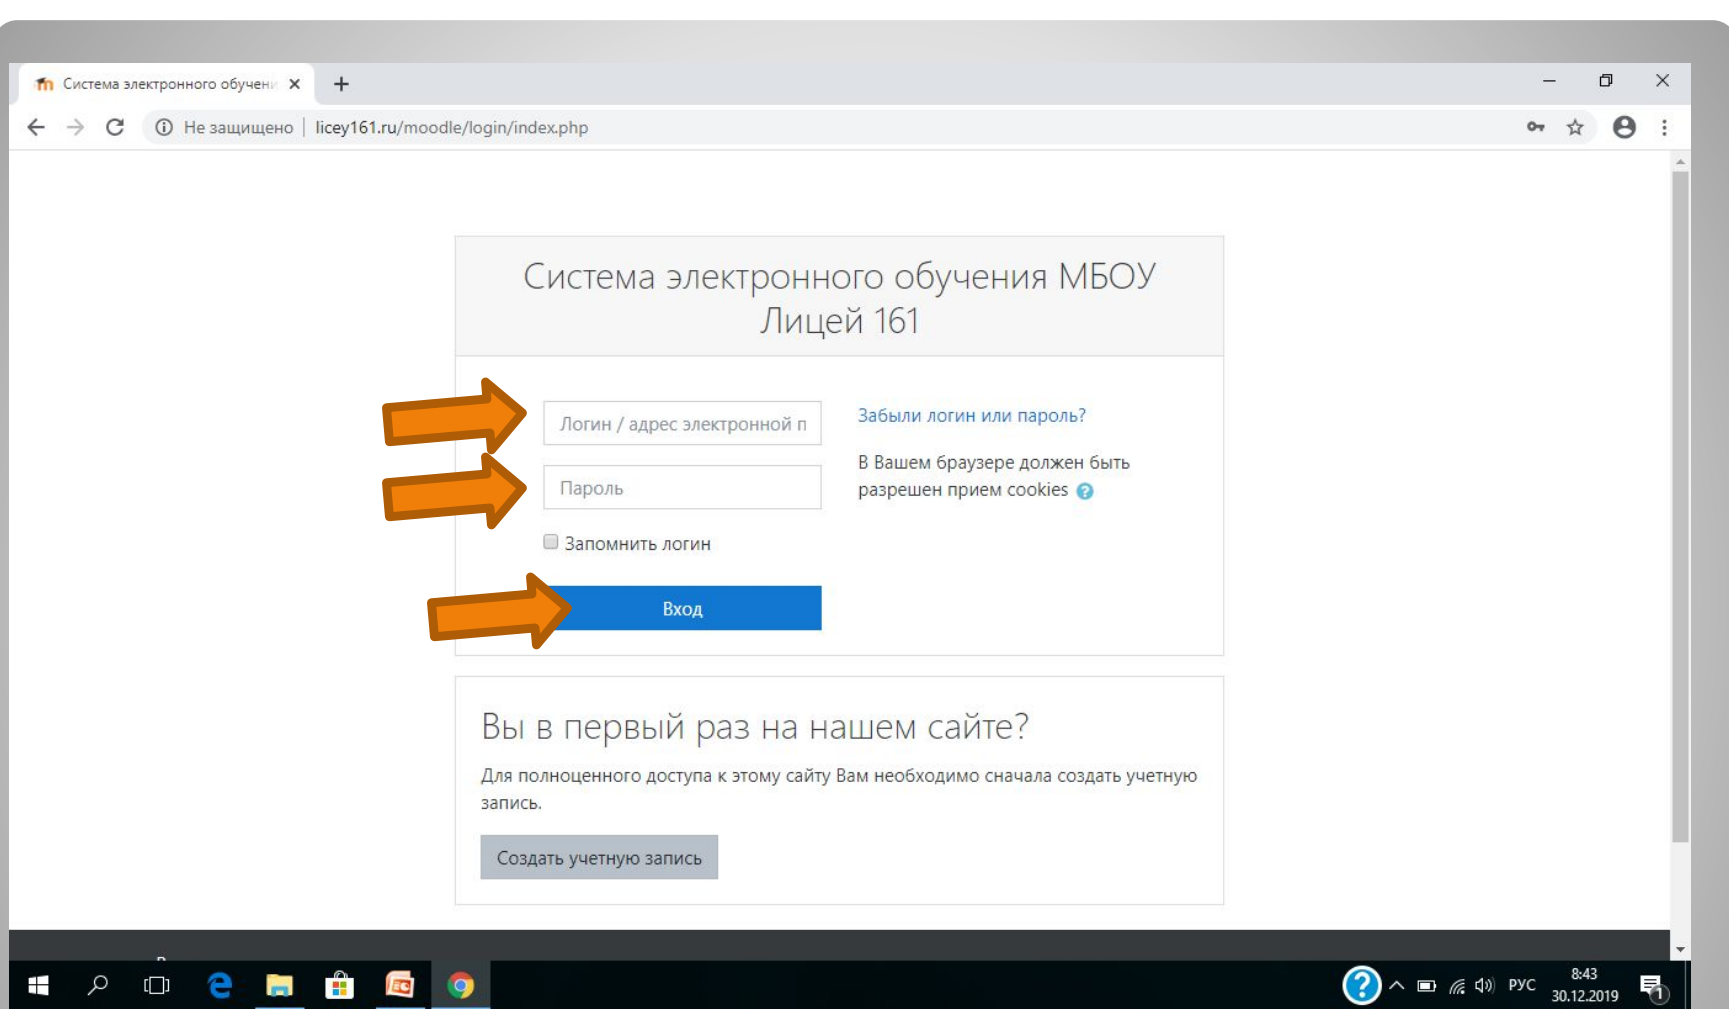 Система электронного обучени
Не защищено
licey161.ru/moodle/login/index.php
Система электронного обучения МБОУ
Лицей 161
Логин / адрес электронной п
Пароль
Запомнить логин
Вход
Забыли логин или пароль?
В Вашем браузере должен быть
разрешен прием cookies
Вы в первый раз на нашем сайте?
Для полноценного доступа к этому сайту Вам необходимо сначала создать учетную
запись.
Создать учетную запись
РУС
8:43
30.12.2019
1